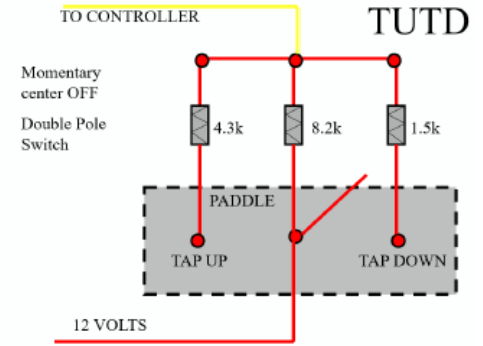 TO CONTROLLER
TUTD
Momentary
center OFF
Double Pole
Switch
4.3k
8.2k
1.5k
PADDLE
TAP UP
TAP DOWN
12 VOLTS